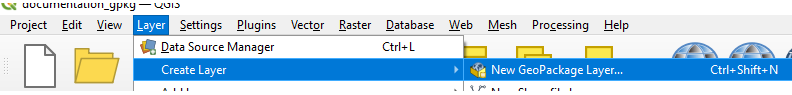 documentation_gpkg — QGIS
Project Edit View Layer Settings Plugins Vector Raster Database Web Mesh Processing Help
Data Source Manager Ctrl+L
Create Layer New GeoPackage Layer... Ctrl+Shift+N